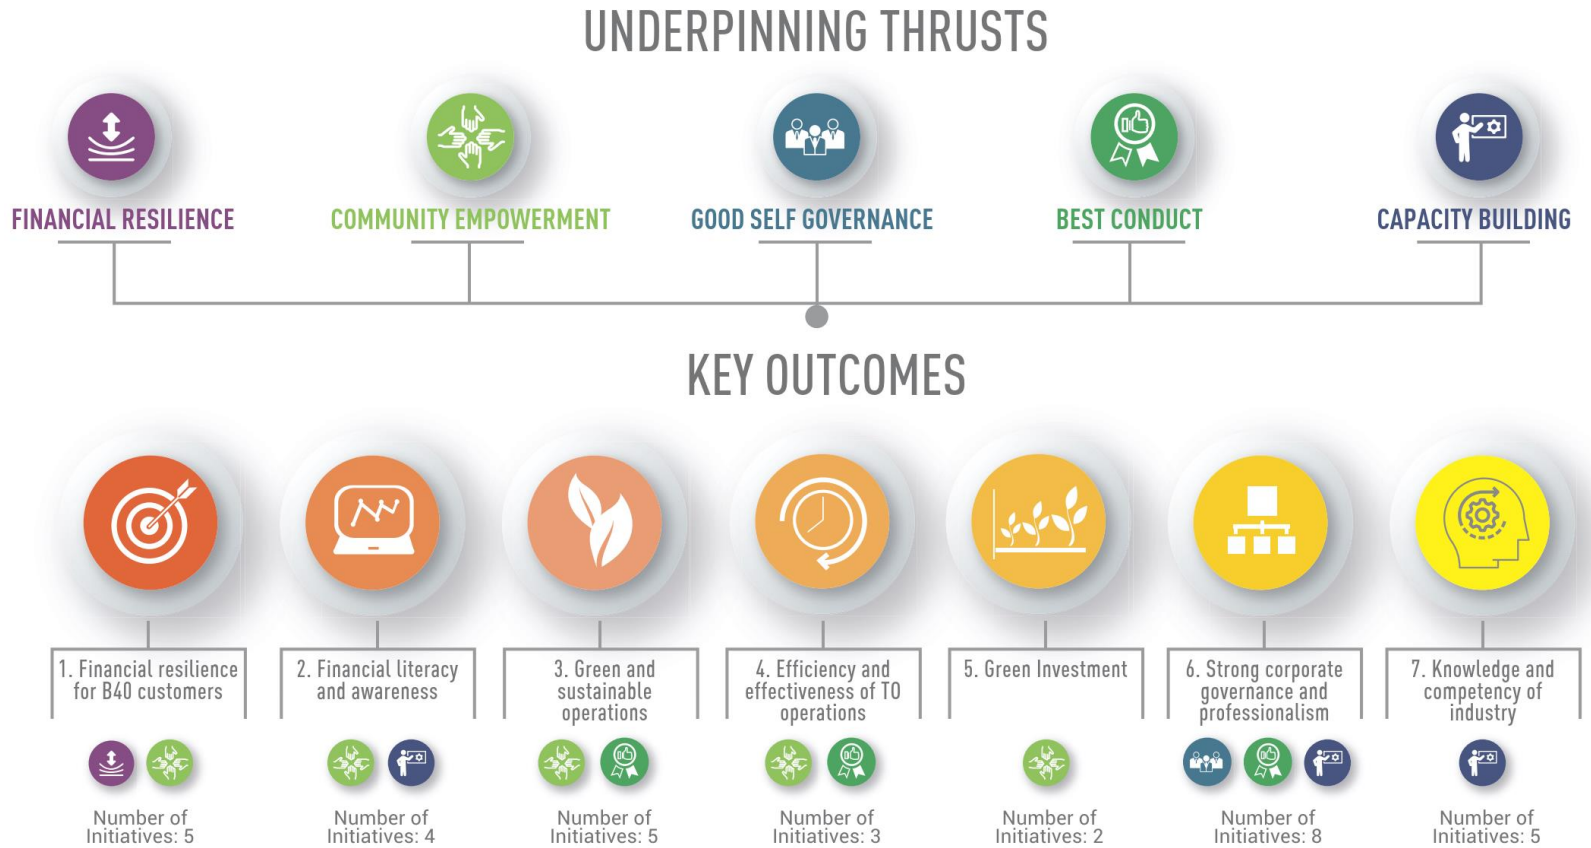 UNDERPINNING THRUSTS
FINANCIAL RESILIENCE
COMMUNITY EMPOWERMENT
GOOD SELF GOVERNANCE
BEST CONDUCT
CAPACITY BUILDING
KEY OUTCOMES
1. Financial resilience
for B40 customers
Number of
Initiatives: 5
2. Financial literacy
and awareness
Number of
Initiatives: 4
3. Green and
sustainable
operations
Number of
Initiatives: 5
4. Efficiency and
effectiveness of TO
operations
Number of
Initiatives: 3
5. Green Investment
Number of
Initiatives: 2
6. Strong corporate
governance and
professionalism
Number of
Initiatives: 8
7. Knowledge and
competency of
industry
Number of
Initiatives: 5